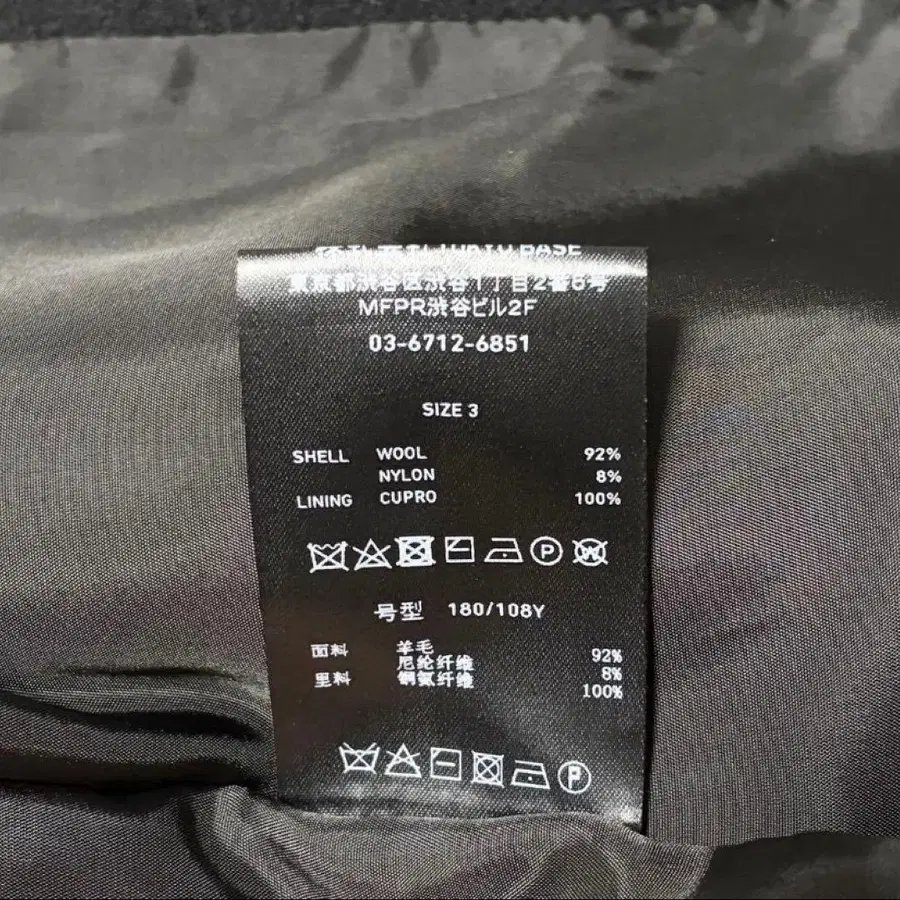 BASE
東京都渋谷区渋谷1丁目2番5号
MFPR渋谷ビル2F
03-6712-6851
SIZE 3
SHELL WOOL 92%
NYLON 8%
LINING CUPRO 100%
P W
号型 180/108Y
面料 羊毛 92%
尼纶纤维 8%
里料 铜氨纤维 100%
P